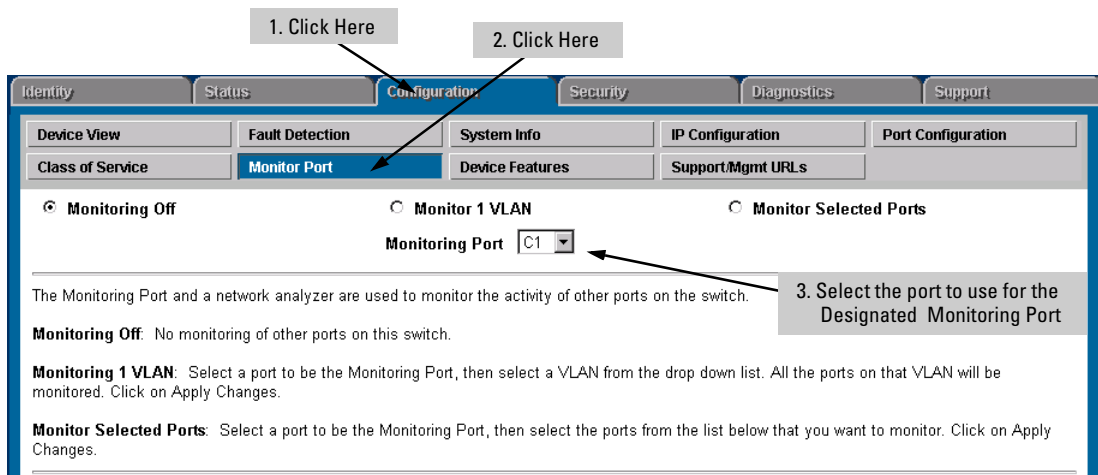 1. Click Here
2. Click Here
Identity Status Configuration Security Diagnostics Support
Device View Fault Detection System Info IP Configuration Port Configuration
Class of Service Monitor Port Device Features Support/Mgmt URLs
Monitoring Off Monitor 1 VLAN Monitor Selected Ports
Monitoring Port C1
3. Select the port to use for the
Designated Monitoring Port
The Monitoring Port and a network analyzer are used to monitor the activity of other ports on the switch.
Monitoring Off: No monitoring of other ports on this switch.
Monitoring 1 VLAN: Select a port to be the Monitoring Port, then select a VLAN from the drop down list. All the ports on that VLAN will be
monitored. Click on Apply Changes.
Monitor Selected Ports: Select a port to be the Monitoring Port, then select the ports from the list below that you want to monitor. Click on Apply
Changes.